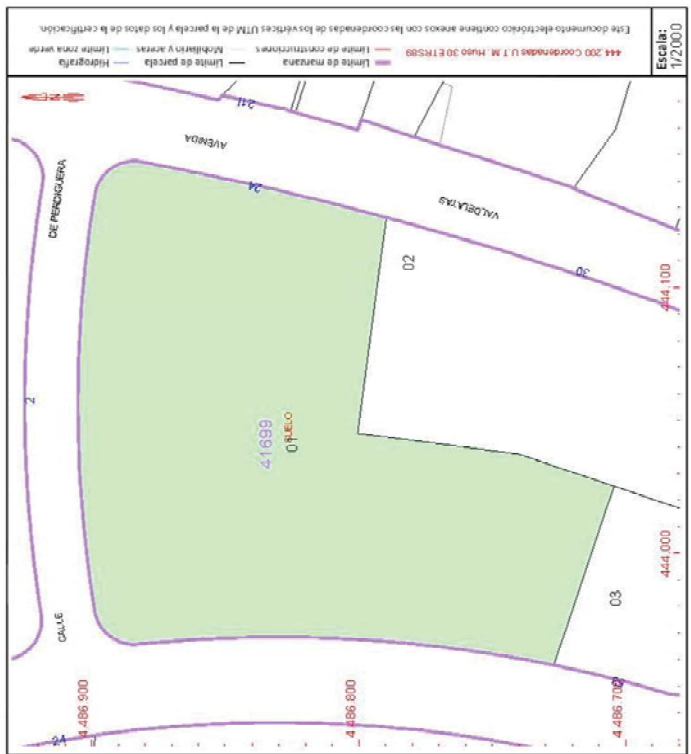 Este documento electrónico contiene anexos con las coordenadas de los vértices UTM de la parcela y los datos de la certificación.
444.200 Coordenadas U.T.M. Huso 30 ETRS89
Límite de manzana
Límite de parcela
Límite de construcciones
Mobiliario y aceras
Hidrografía
Límite zona verde
Escala:
1/2000
N
CALLE
DE PERDIGUERA
AVENIDA
VALDELATAS
2
2A
24
30
41699
01
SUELO
02
03
4.486.900
4.486.800
4.486.700
444.000
444.100